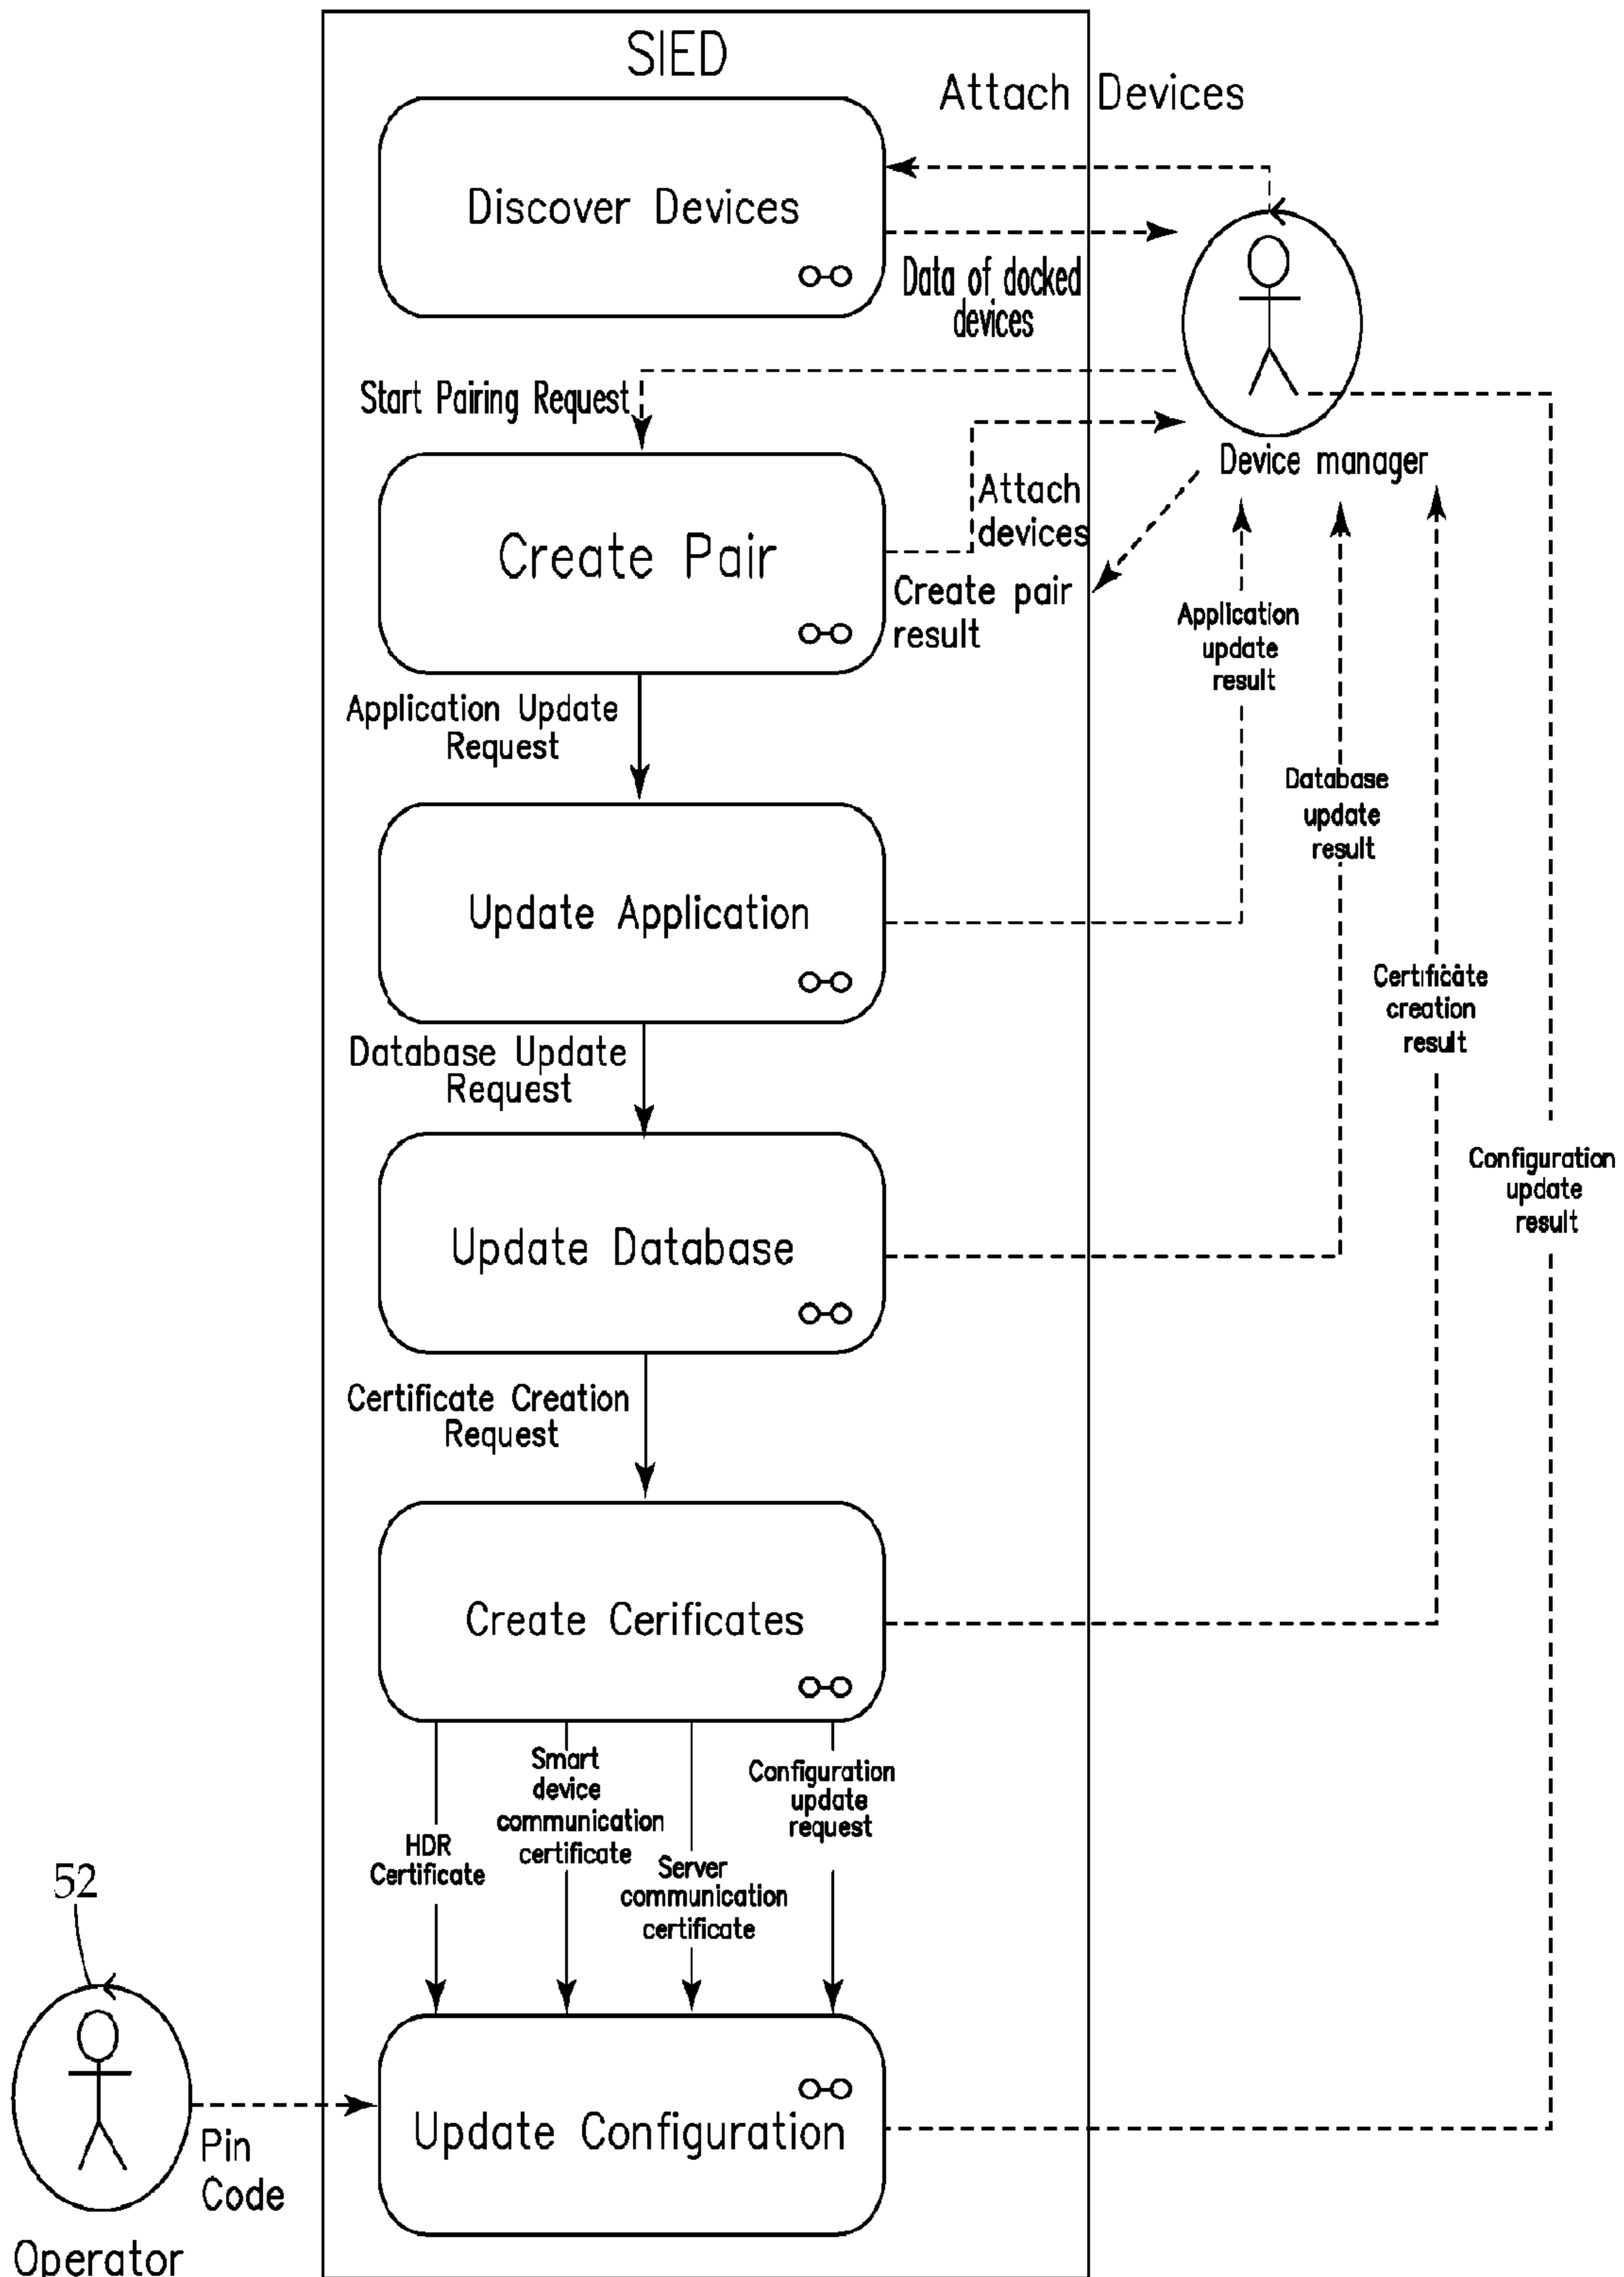 SIED
Attach Devices
Discover Devices
Data of docked
devices
Start Pairing Request
Device manager
Attach
devices
Create Pair
Create pair
result
Application
update
result
Application Update
Request
Database
update
result
Update Application
Certificate
creation
result
Database Update
Request
Configuration
update
result
Update Database
Certificate Creation
Request
Create Cerificates
Smart
device
communication
certificate
Configuration
update
request
HDR
Certificate
Server
communication
certificate
52
Update Configuration
Pin
Code
Operator